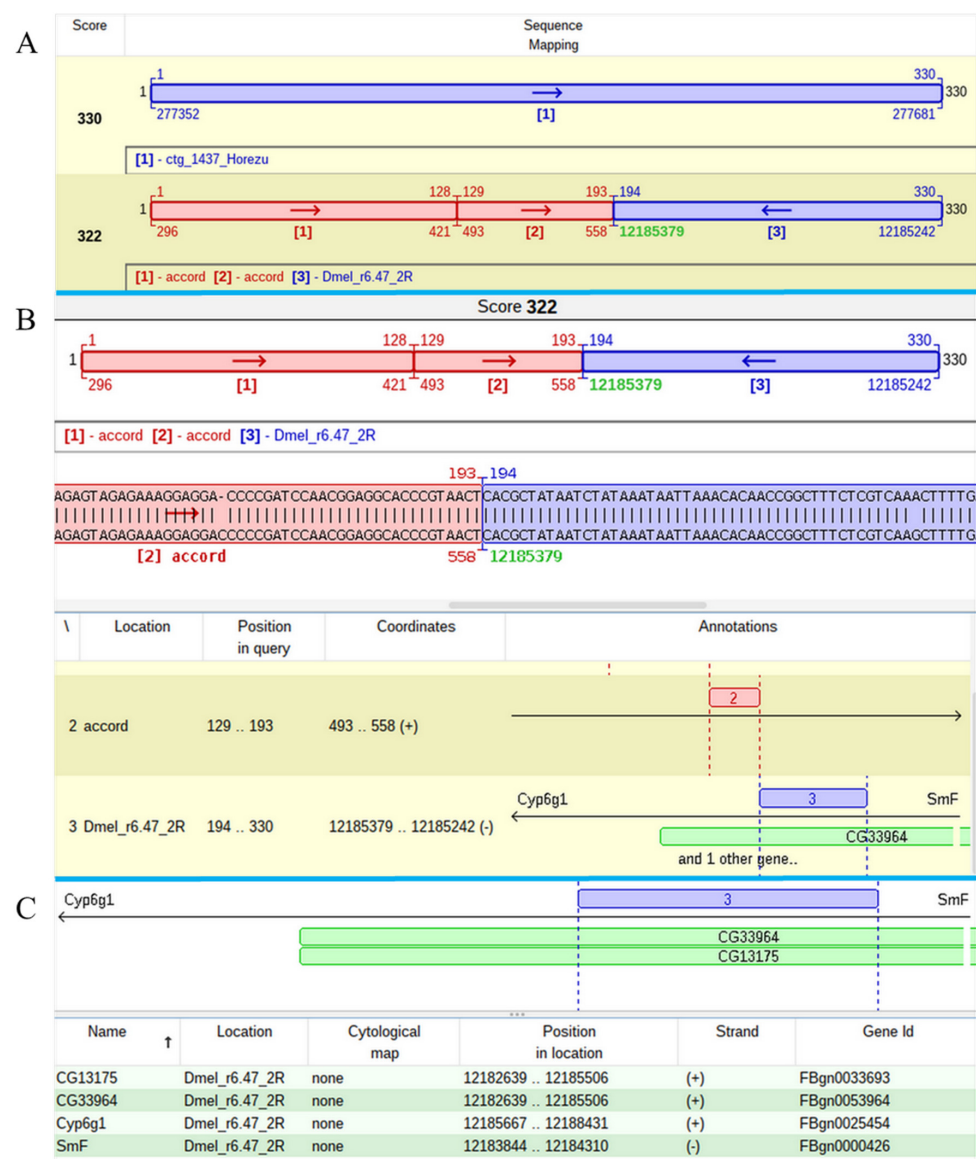 A
Score
Sequence
Mapping
1 330
1 330
330
277352 [1] 277681
[1] - ctg_1437_Horezu
1 128 129 193 194 330
1 330
322
296 [1] 421 493 [2] 558 12185379 [3] 12185242
[1] - accord [2] - accord [3] - Dmel_r6.47_2R
B
Score 322
1 128 129 193 194 330
1 330
296 [1] 421 493 [2] 558 12185379 [3] 12185242
[1] - accord [2] - accord [3] - Dmel_r6.47_2R
193 194
AGAGTAGAGAAAGGAGGA-CCCCGATCCAACGGAGGCACCCGTAACTCACGCTATAATCTATAAATAATTAAACACAACCGGCTTTCTCGTCAAACTTTTG
AGAGTAGAGAAAGGAGGACCCCCGATCCAACGGAGGCACCCGTAACTCACGCTATAATCTATAAATAATTAAACACAACCGGCTTTCTCGTCAAGCTTTTG
[2] accord 558 12185379
\ Location Position in query Coordinates Annotations
2 accord 129 .. 193 493 .. 558 (+) 2
Cyp6g1 3 SmF
3 Dmel_r6.47_2R 194 .. 330 12185379 .. 12185242 (-)
CG33964
and 1 other gene..
C
Cyp6g1 3 SmF
CG33964
CG13175
Name ↑ Location Cytological map Position in location Strand Gene Id
CG13175 Dmel_r6.47_2R none 12182639 .. 12185506 (+) FBgn0033693
CG33964 Dmel_r6.47_2R none 12182639 .. 12185506 (+) FBgn0053964
Cyp6g1 Dmel_r6.47_2R none 12185667 .. 12188431 (+) FBgn0025454
SmF Dmel_r6.47_2R none 12183844 .. 12184310 (-) FBgn0000426